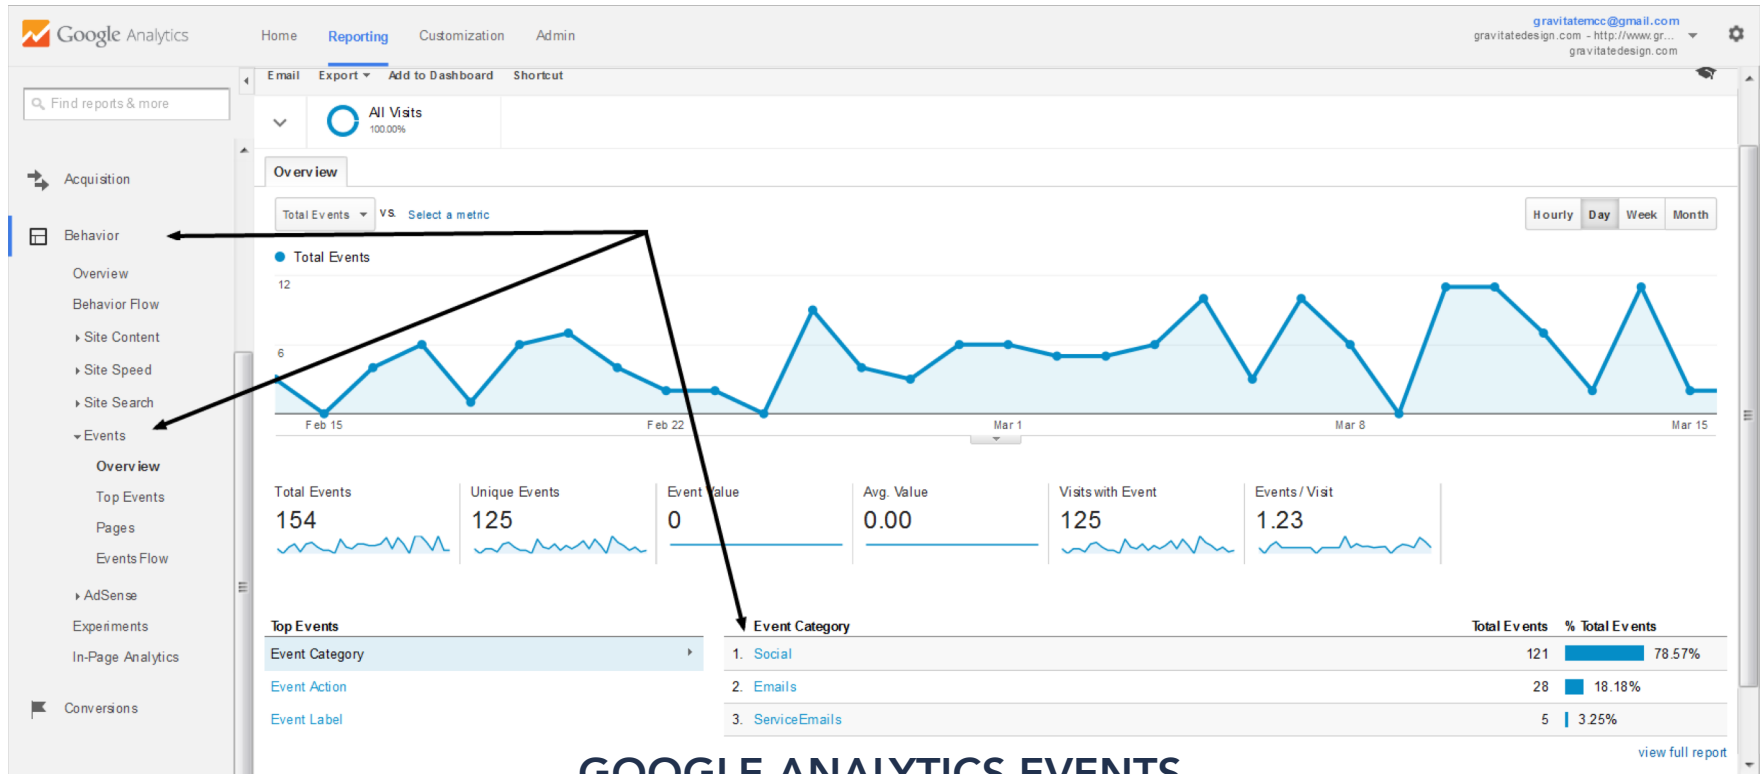 Google Analytics
Home Reporting Customization Admin
gravitatemcc@gmail.com
gravitatedesign.com - http://www.gr...
gravitatedesign.com
Find reports & more
Acquisition
Behavior
Overview
Behavior Flow
Site Content
Site Speed
Site Search
Events
Overview
Top Events
Pages
Events Flow
AdSense
Experiments
In-Page Analytics
Conversions
Email Export Add to Dashboard Shortcut
All Visits
100.00%
Overview
Total Events VS. Select a metric
Hourly Day Week Month
Total Events
12
6
Feb 15 Feb 22 Mar 1 Mar 8 Mar 15
Total Events Unique Events Event Value Avg. Value Visits with Event Events / Visit
154 125 0 0.00 125 1.23
Top Events
Event Category
Event Action
Event Label
Event Category Total Events % Total Events
1. Social 121 78.57%
2. Emails 28 18.18%
3. ServiceEmails 5 3.25%
view full report
GOOGLE ANALYTICS EVENTS